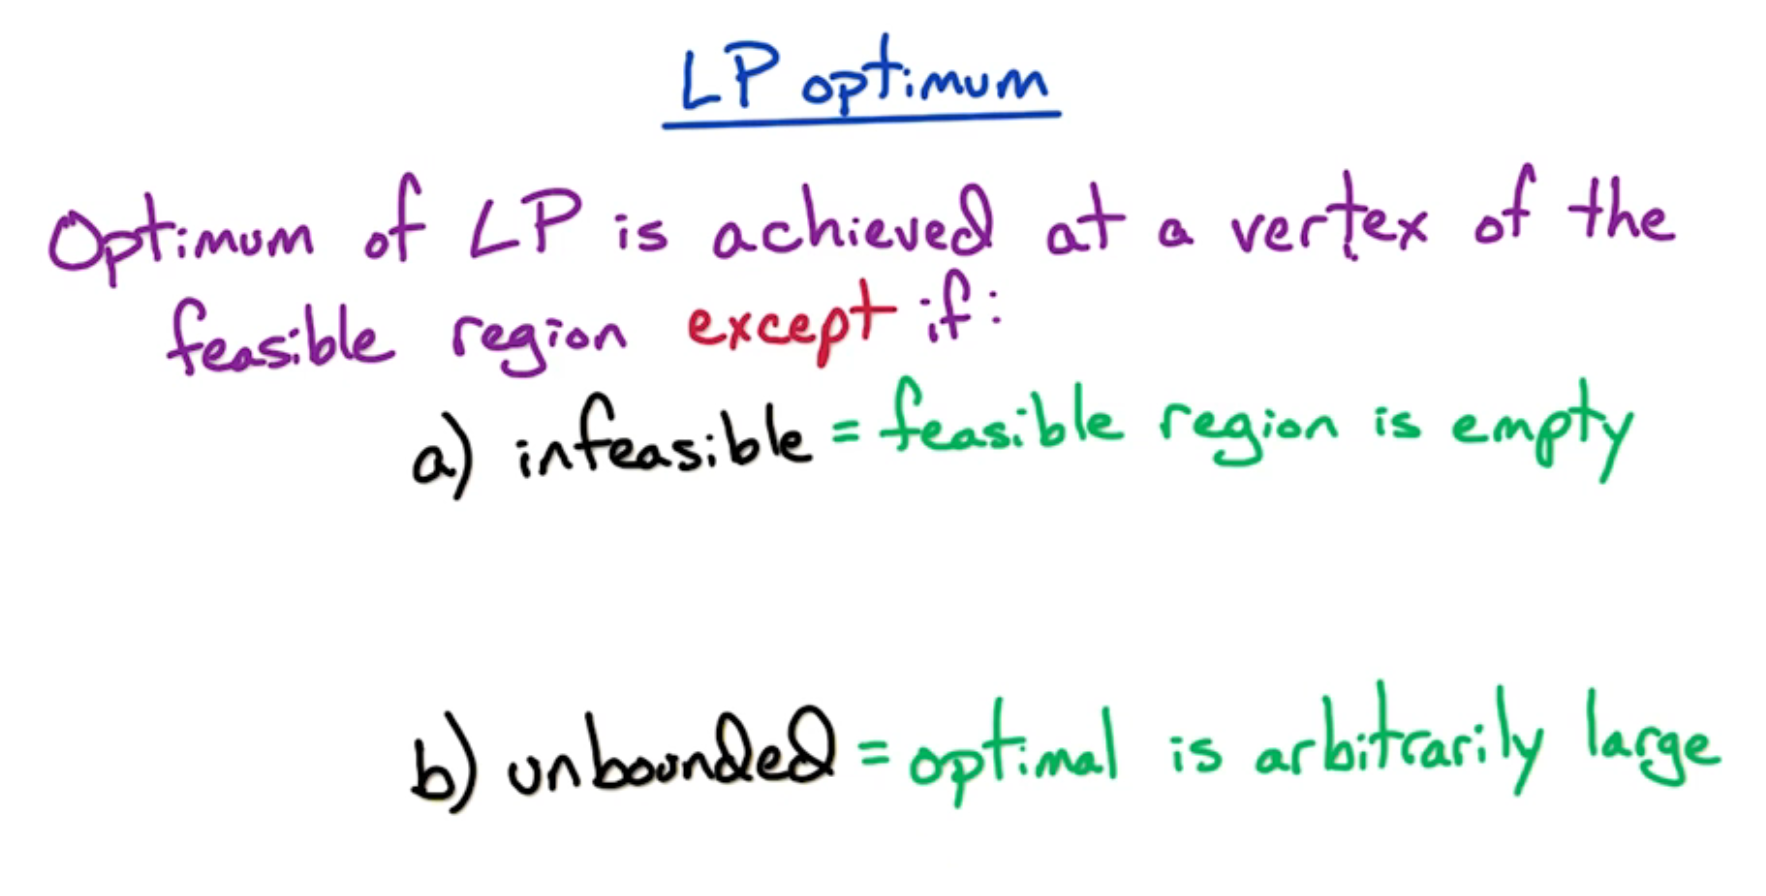 LP optimum
Optimum of LP is achieved at a vertex of the
feasible region except if:
a) infeasible = feasible region is empty
b) unbounded = optimal is arbitrarily large